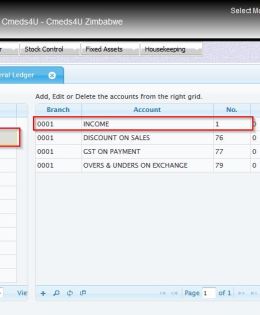 Select Mo
Cmeds4U - Cmeds4U Zimbabwe
r Stock Control Fixed Assets Housekeeping
eral Ledger
Add, Edit or Delete the accounts from the right grid.
Branch Account No.
0001 INCOME 1 0
0001 DISCOUNT ON SALES 76 0
0001 GST ON PAYMENT 77 0
0001 OVERS & UNDERS ON EXCHANGE 79 0
Vie Page 1 of 1